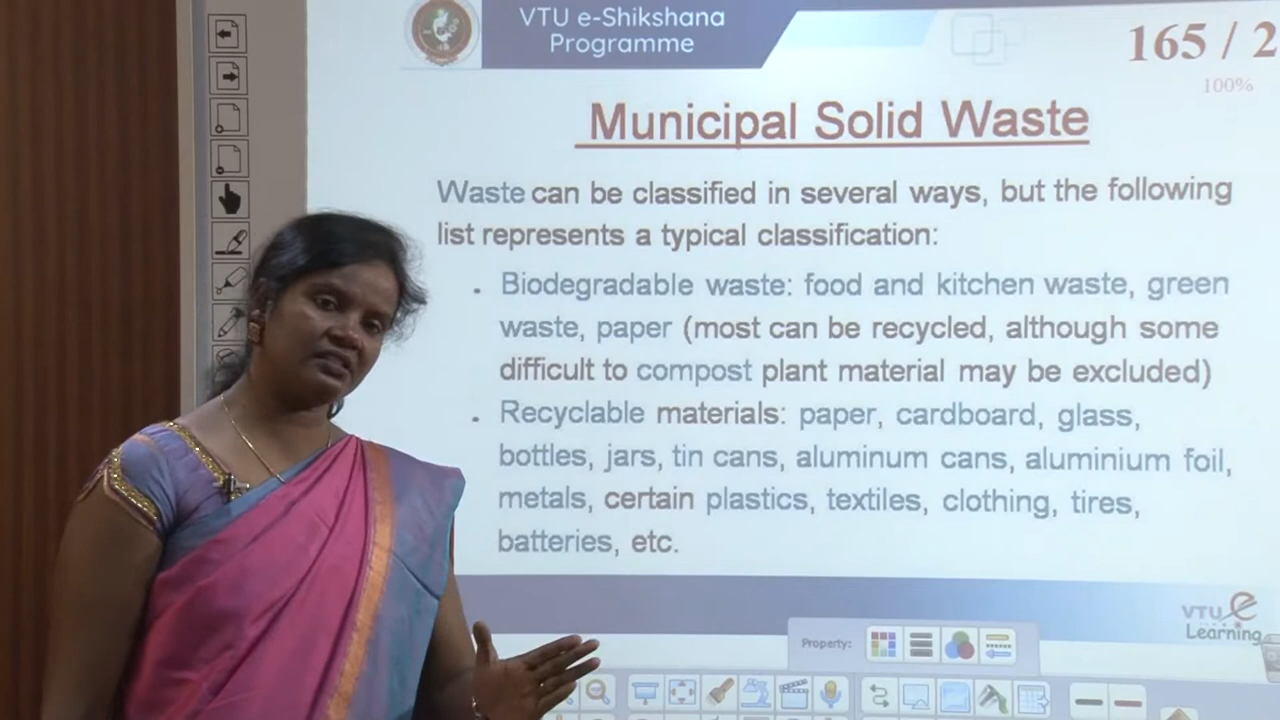 VTU e-Shikshana
Programme
165 / 2
100%
Municipal Solid Waste
Waste can be classified in several ways, but the following
list represents a typical classification:
. Biodegradable waste: food and kitchen waste, green
waste, paper (most can be recycled, although some
difficult to compost plant material may be excluded)
. Recyclable materials: paper, cardboard, glass,
bottles, jars, tin cans, aluminum cans, aluminium foil,
metals, certain plastics, textiles, clothing, tires,
batteries, etc.
VTU e
Learning
Property: